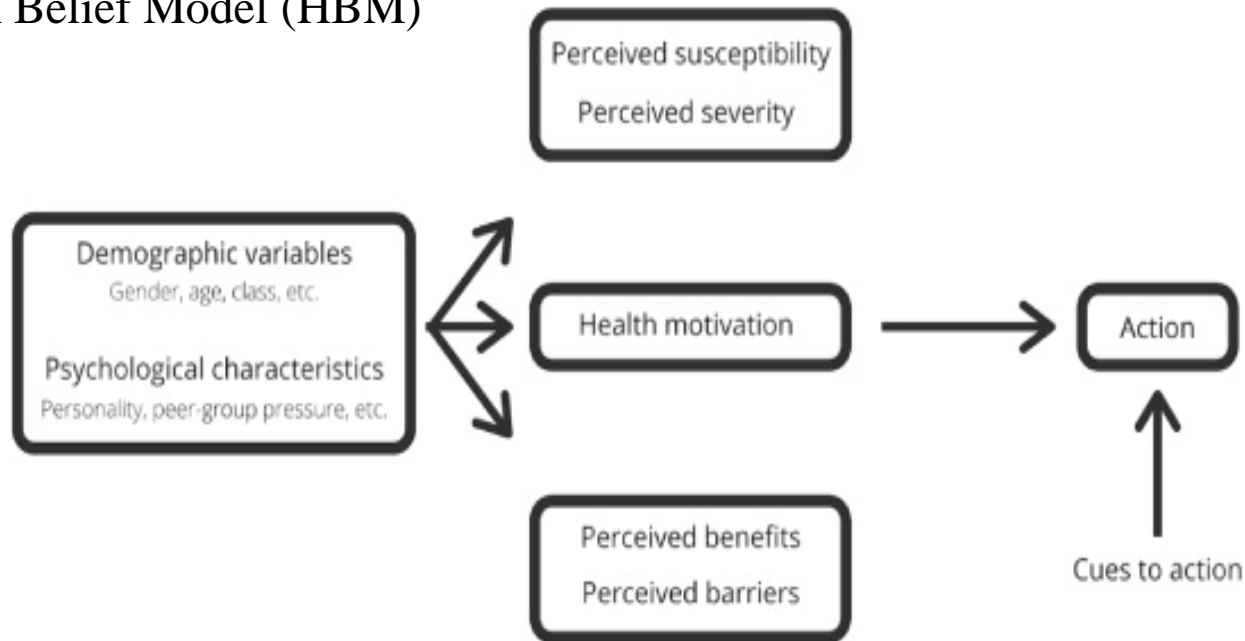 Belief Model (HBM)
Perceived susceptibility
Perceived severity
Demographic variables
Gender, age, class, etc.
Psychological characteristics
Personality, peer-group pressure, etc.
Health motivation
Action
Perceived benefits
Perceived barriers
Cues to action